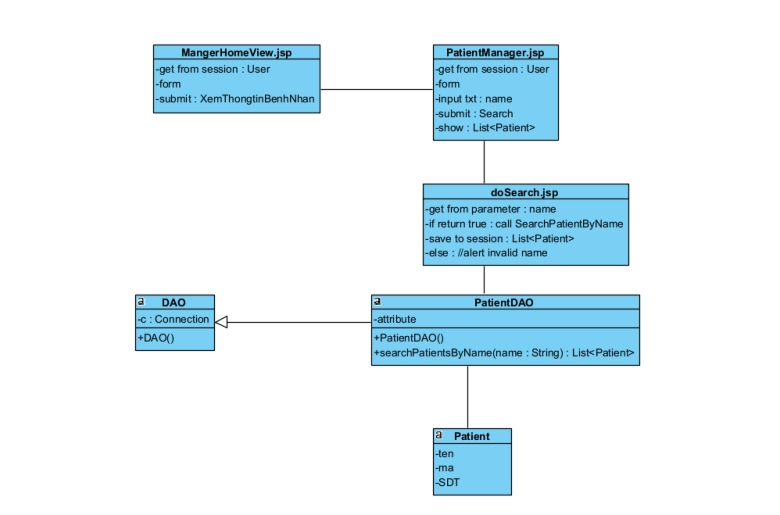 MangerHomeView.jsp
-get from session : User
-form
-submit : XemThongtinBenhNhan
PatientManager.jsp
-get from session : User
-form
-input txt : name
-submit : Search
-show : List<Patient>
doSearch.jsp
-get from parameter : name
-if return true : call SearchPatientByName
-save to session : List<Patient>
-else : //alert invalid name
a DAO
-c : Connection
+DAO()
a PatientDAO
-attribute
+PatientDAO()
+searchPatientsByName(name : String) : List<Patient>
a Patient
-ten
-ma
-SDT